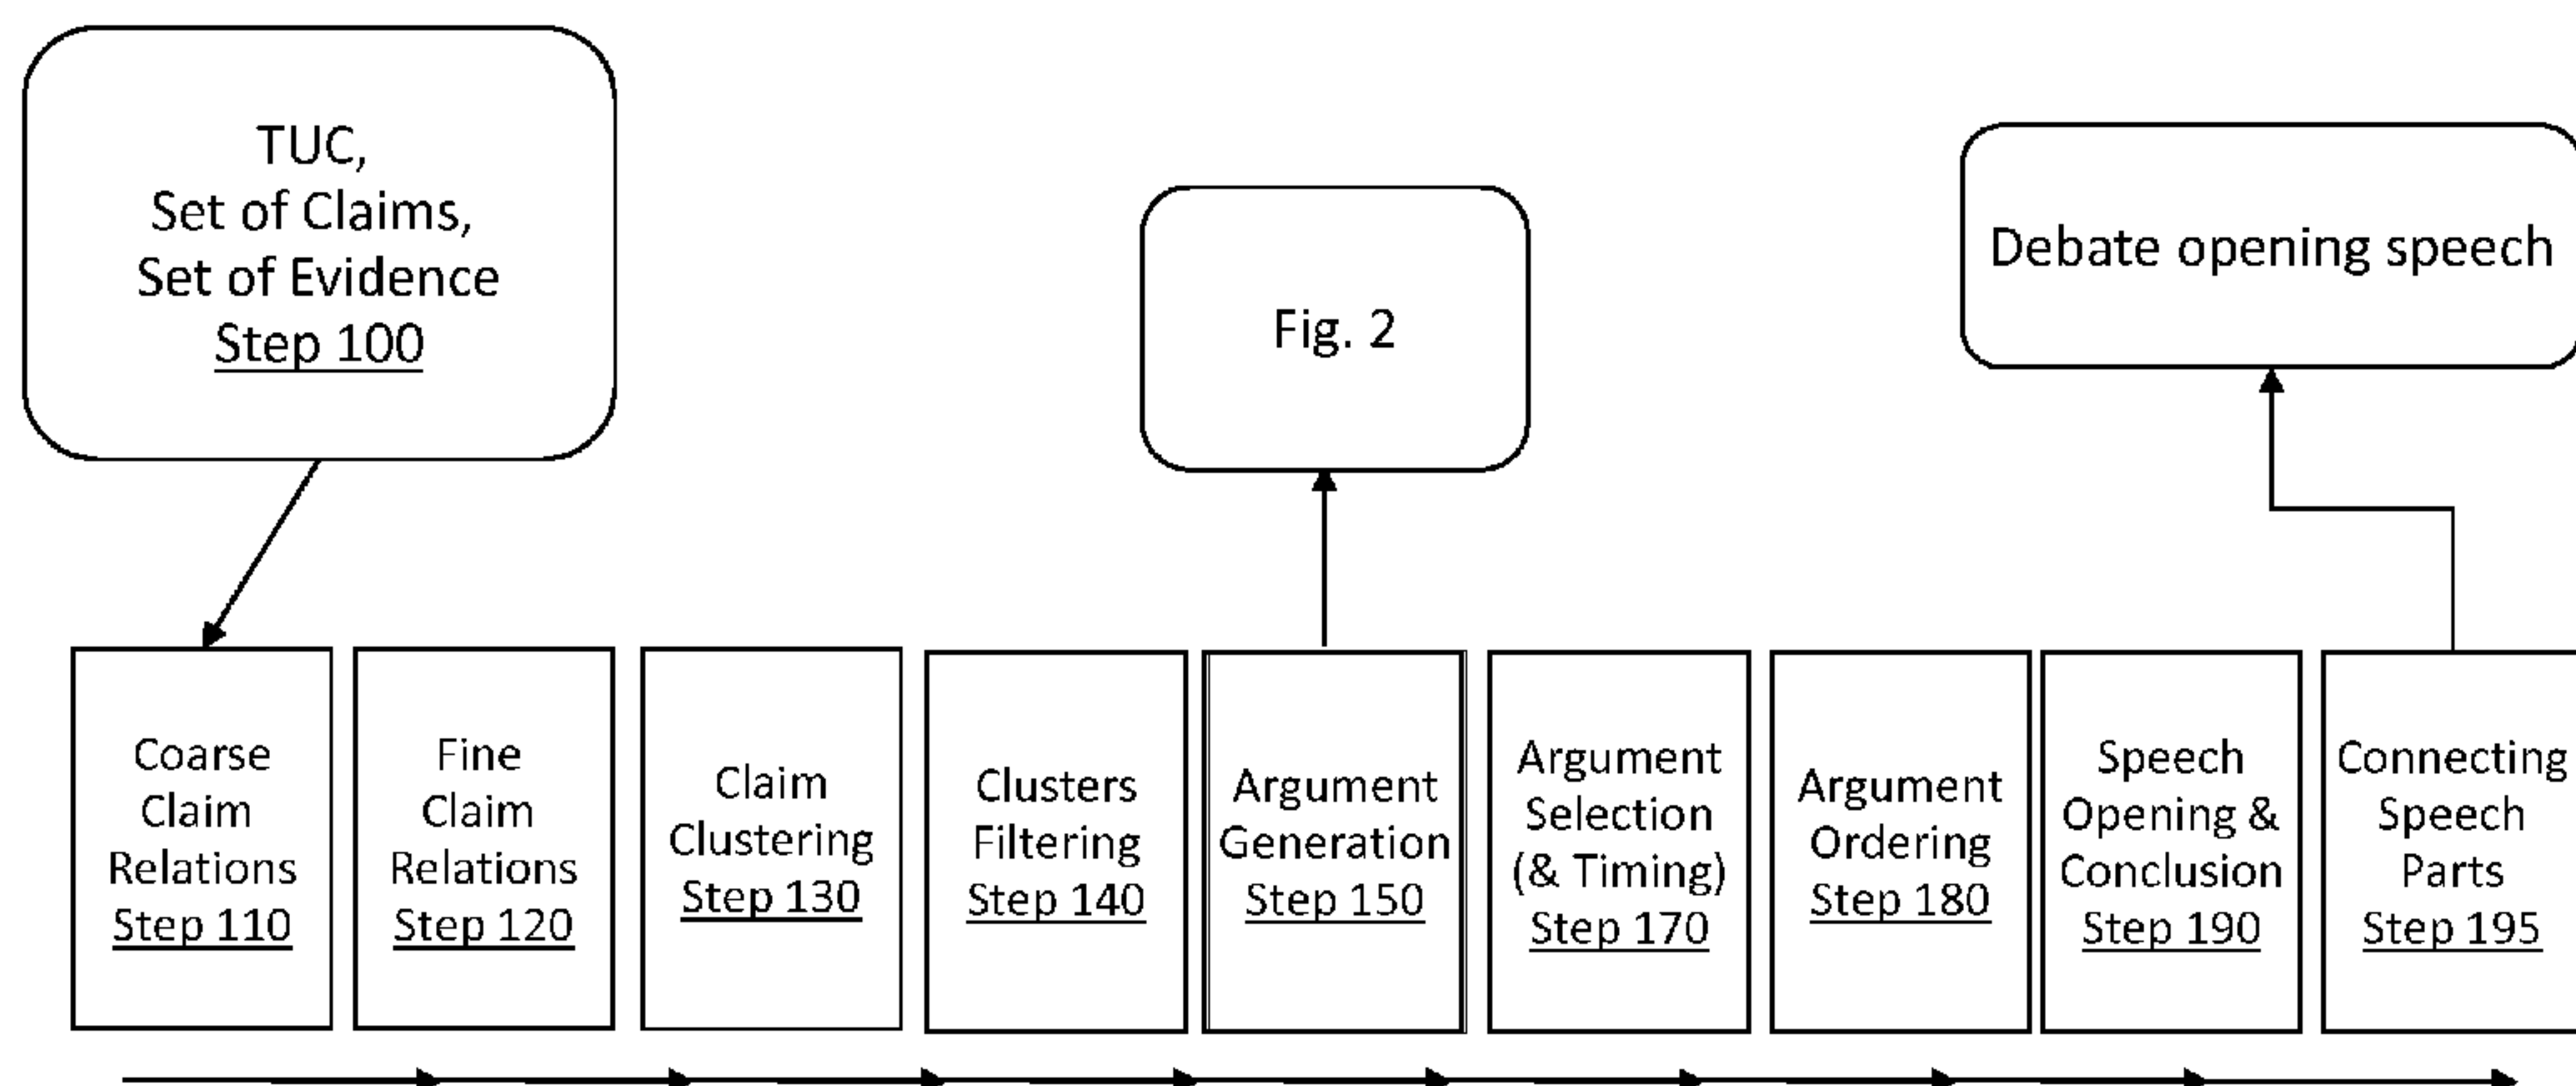 TUC,
Set of Claims,
Set of Evidence
Step 100
Fig. 2
Debate opening speech
Coarse
Claim
Relations
Step 110
Fine
Claim
Relations
Step 120
Claim
Clustering
Step 130
Clusters
Filtering
Step 140
Argument
Generation
Step 150
Argument
Selection
(& Timing)
Step 170
Argument
Ordering
Step 180
Speech
Opening &
Conclusion
Step 190
Connecting
Speech
Parts
Step 195